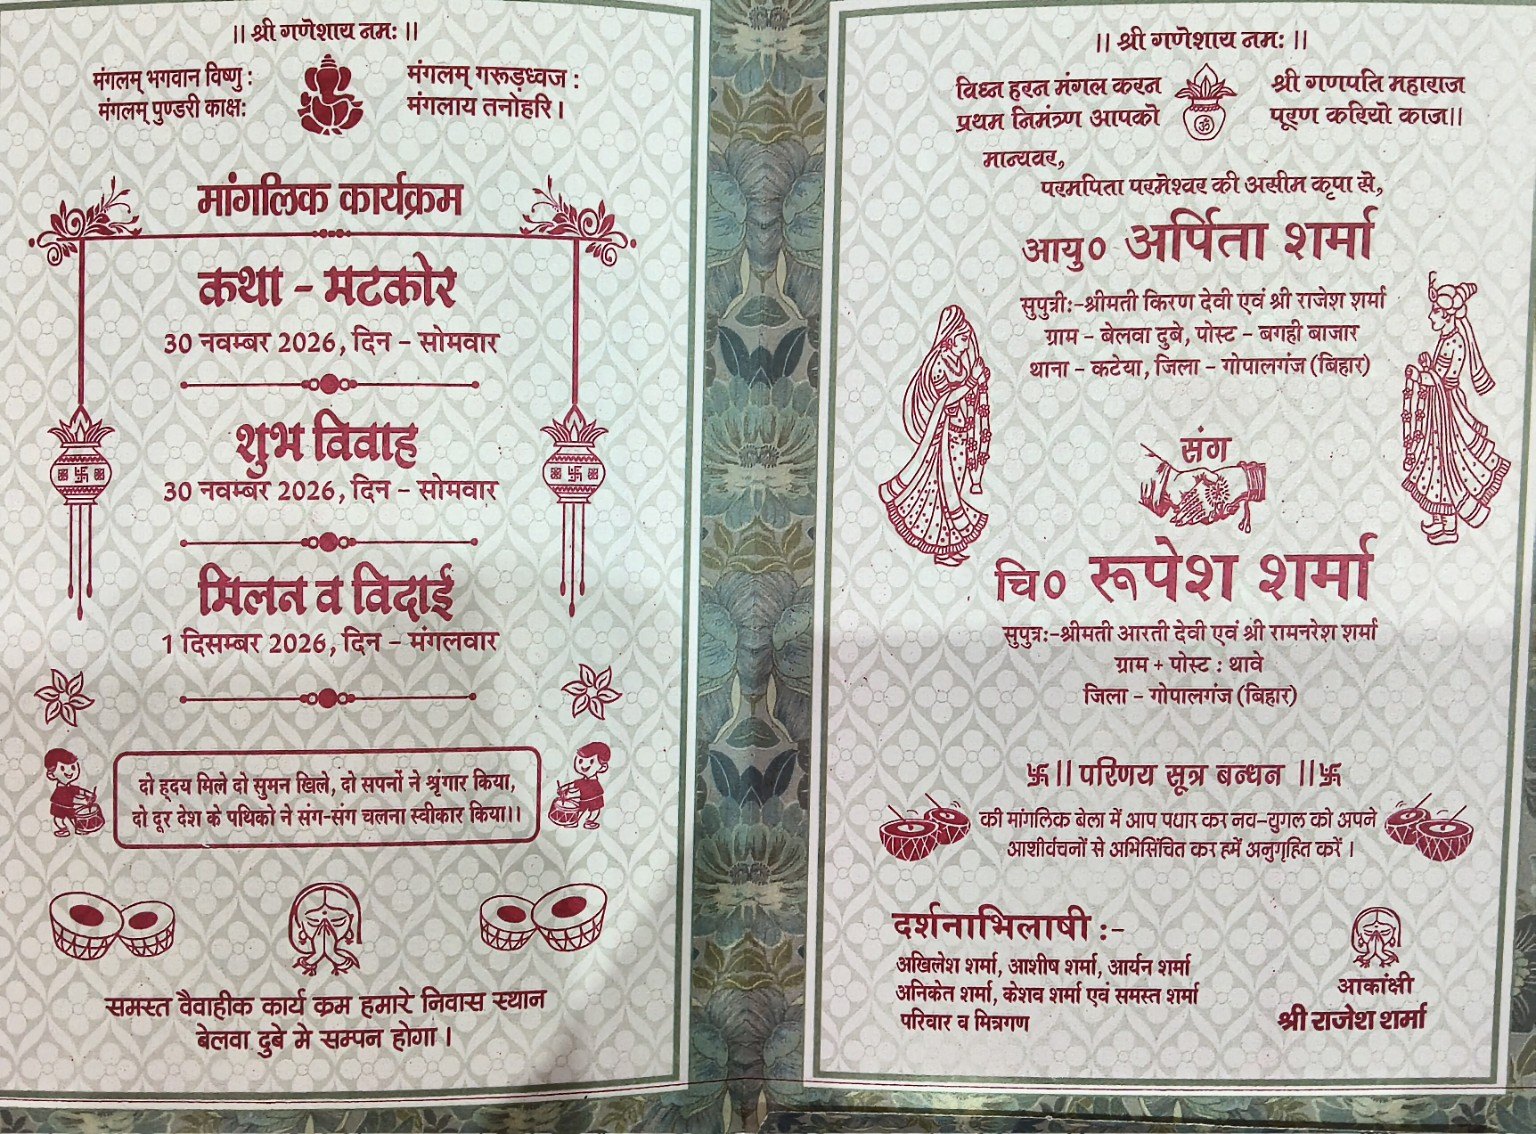 || श्री गणेशाय नम: ||
मंगलम् भगवान विष्णु :
मंगलम् पुण्डरी काक्ष:
मंगलम् गरूड़ध्वज :
मंगलाय तनोहरि ।
मांगलिक कार्यक्रम
कथा - मटकोर
30 नवम्बर 2026, दिन – सोमवार
शुभ विवाह
30 नवम्बर 2026, दिन – सोमवार
मिलन व विदाई
1 दिसम्बर 2026, दिन – मंगलवार
दो हृदय मिले दो सुमन खिले, दो सपनों ने श्रृंगार किया,
दो दूर देश के पथिको ने संग-संग चलना स्वीकार किया।।
समस्त वैवाहीक कार्य क्रम हमारे निवास स्थान
बेलवा दुबे मे सम्पन होगा ।
|| श्री गणेशाय नम: ||
विघ्न हरन मंगल करन
प्रथम निमंत्रण आपको
ॐ
श्री गणपति महाराज
पूरण करियो काज||
मान्यवर,
परमपिता परमेश्वर की असीम कृपा से,
आयु० अर्पिता शर्मा
सुपुत्री:-श्रीमती किरण देवी एवं श्री राजेश शर्मा
ग्राम – बेलवा दुबे, पोस्ट – बगही बाजार
थाना – कटेया, जिला – गोपालगंज (बिहार)
संग
चि० रूपेश शर्मा
सुपुत्र:-श्रीमती आरती देवी एवं श्री रामनरेश शर्मा
ग्राम + पोस्ट : थावे
जिला – गोपालगंज (बिहार)
卐 || परिणय सूत्र बन्धन || 卐
की मांगलिक बेला में आप पधार कर नव-युगल को अपने
आशीर्वचनों से अभिसिंचित कर हमें अनुगृहित करें ।
दर्शनाभिलाषी :-
अखिलेश शर्मा, आशीष शर्मा, आर्यन शर्मा
अनिकेत शर्मा, केशव शर्मा एवं समस्त शर्मा
परिवार व मित्रगण
आकांक्षी
श्री राजेश शर्मा